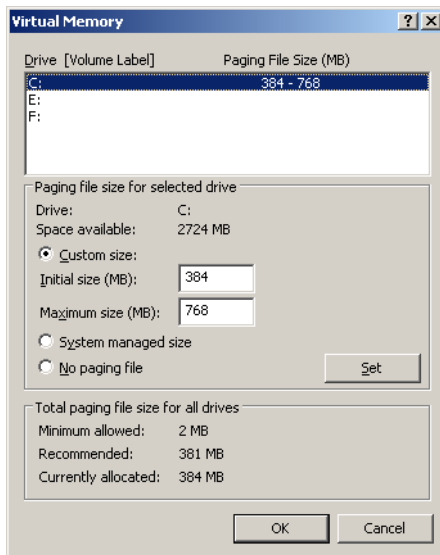 Virtual Memory
Drive [Volume Label] Paging File Size (MB)
C: 384 - 768
E:
F:
Paging file size for selected drive
Drive: C:
Space available: 2724 MB
Custom size:
Initial size (MB): 384
Maximum size (MB): 768
System managed size
No paging file Set
Total paging file size for all drives
Minimum allowed: 2 MB
Recommended: 381 MB
Currently allocated: 384 MB
OK Cancel